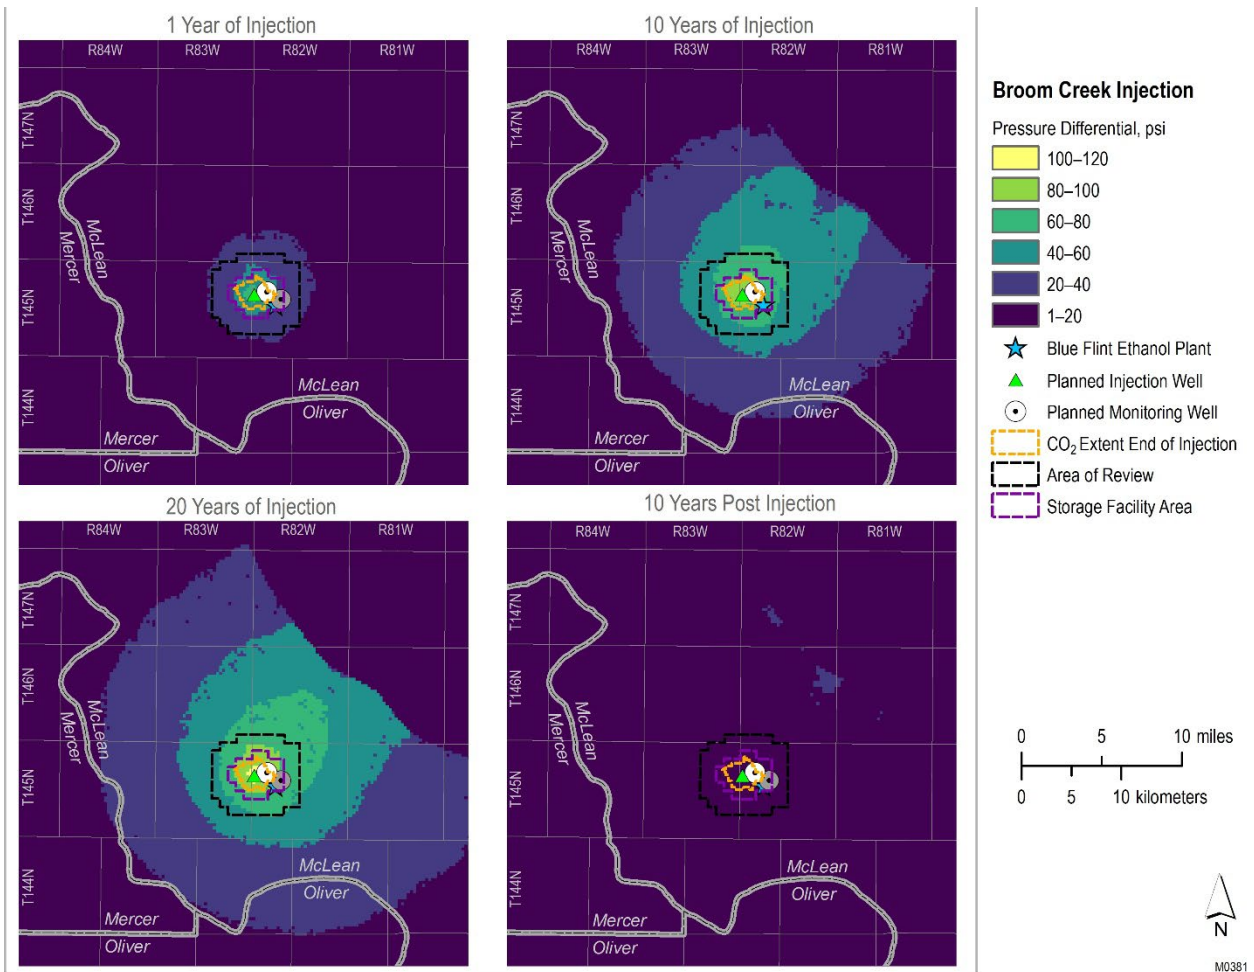 1 Year of Injection
R84W R83W R82W R81W
T147N
T146N
T145N
T144N
McLean
Mercer
McLean
Oliver
Mercer
Oliver
10 Years of Injection
R84W R83W R82W R81W
T147N
T146N
T145N
T144N
McLean
Mercer
McLean
Oliver
Mercer
Oliver
20 Years of Injection
R84W R83W R82W R81W
T147N
T146N
T145N
T144N
McLean
Mercer
McLean
Oliver
Mercer
Oliver
10 Years Post Injection
R84W R83W R82W R81W
T147N
T146N
T145N
T144N
McLean
Mercer
McLean
Oliver
Mercer
Oliver
Broom Creek Injection
Pressure Differential, psi
100–120
80–100
60–80
40–60
20–40
1–20
Blue Flint Ethanol Plant
Planned Injection Well
Planned Monitoring Well
CO₂ Extent End of Injection
Area of Review
Storage Facility Area
0 5 10 miles
0 5 10 kilometers
N
M0381